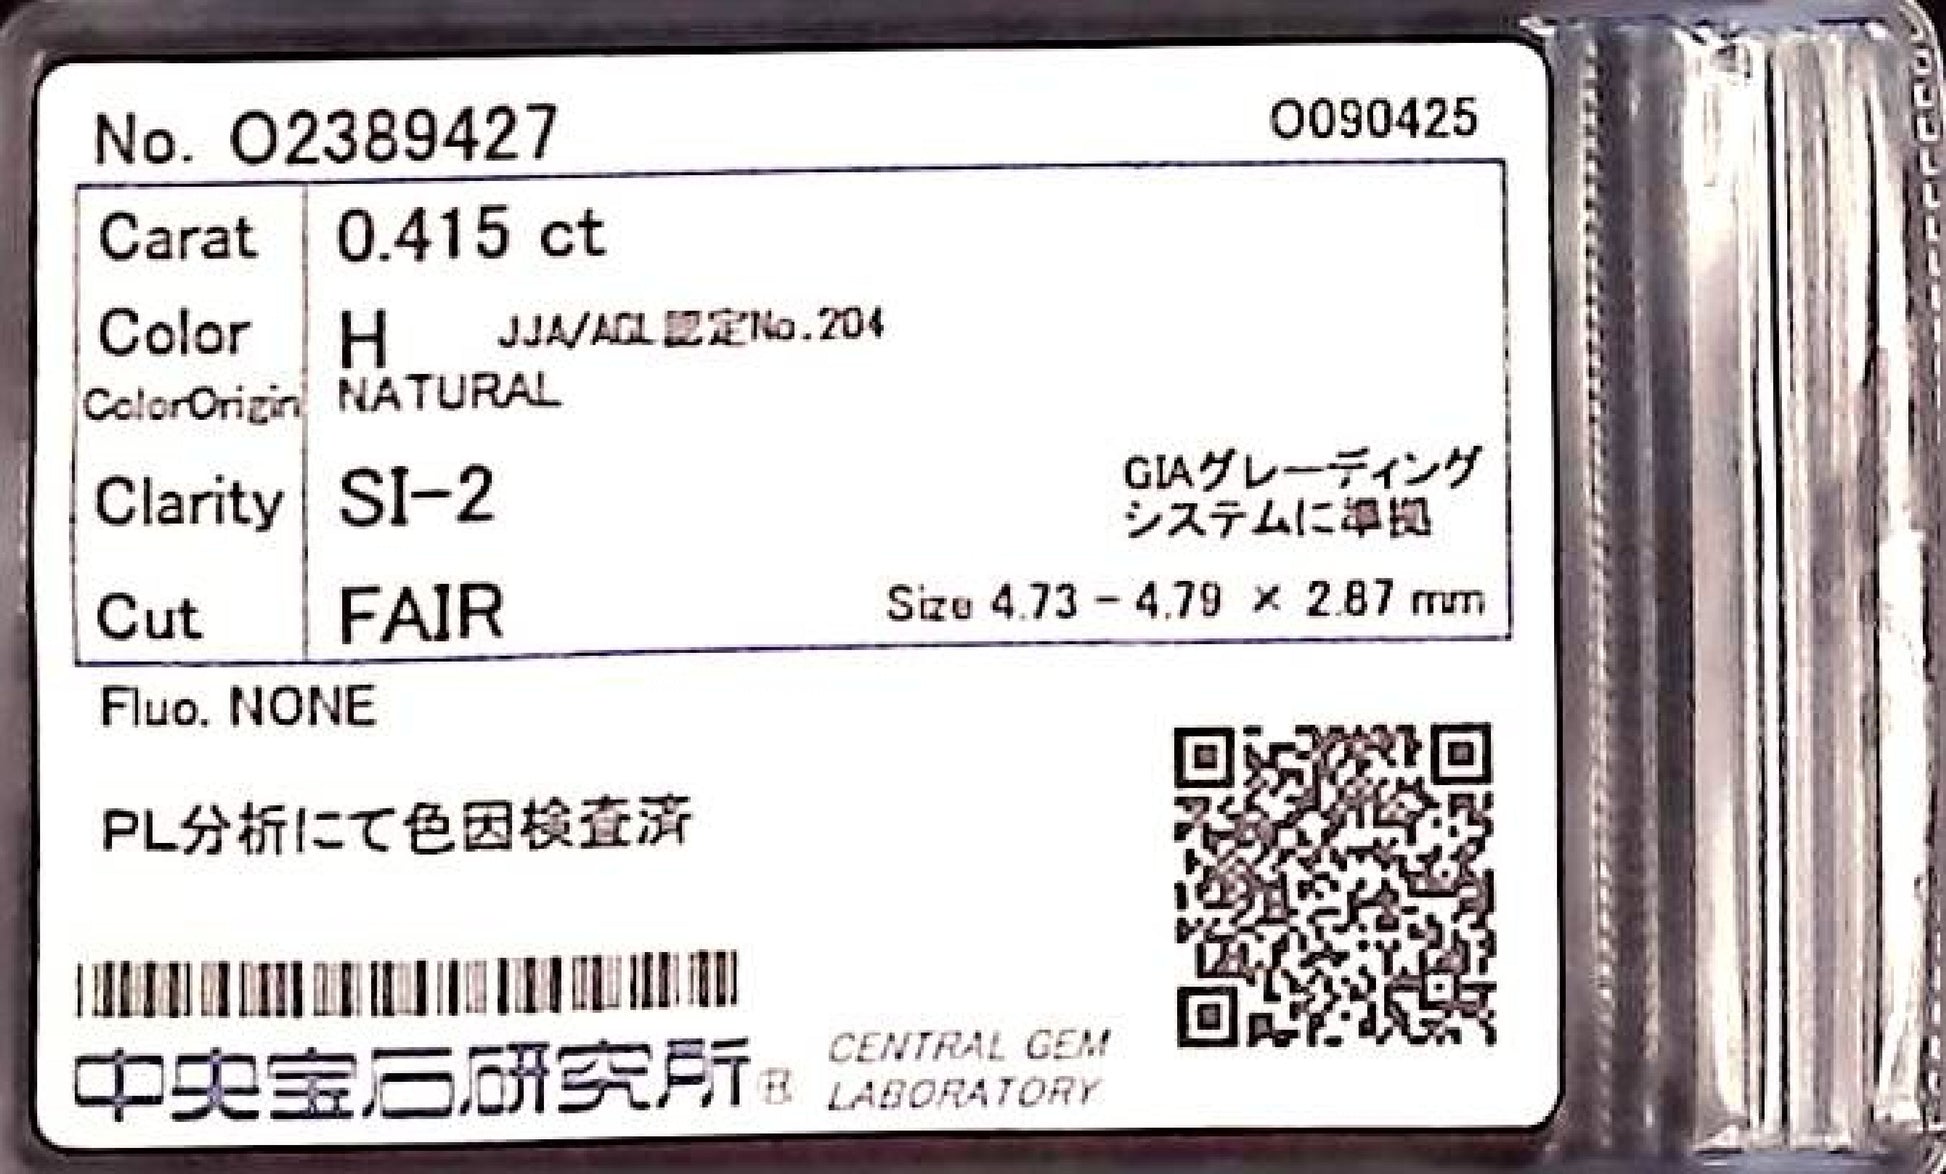 No. O2389427
O090425
Carat 0.415 ct
Color H JJA/AGL認定No.204
ColorOrigin NATURAL
Clarity SI-2
GIAグレーディング
システムに準拠
Cut FAIR Size 4.73 - 4.79 × 2.87 mm
Fluo. NONE
PL分析にて色因検査済
中央宝石研究所®
CENTRAL GEM
LABORATORY